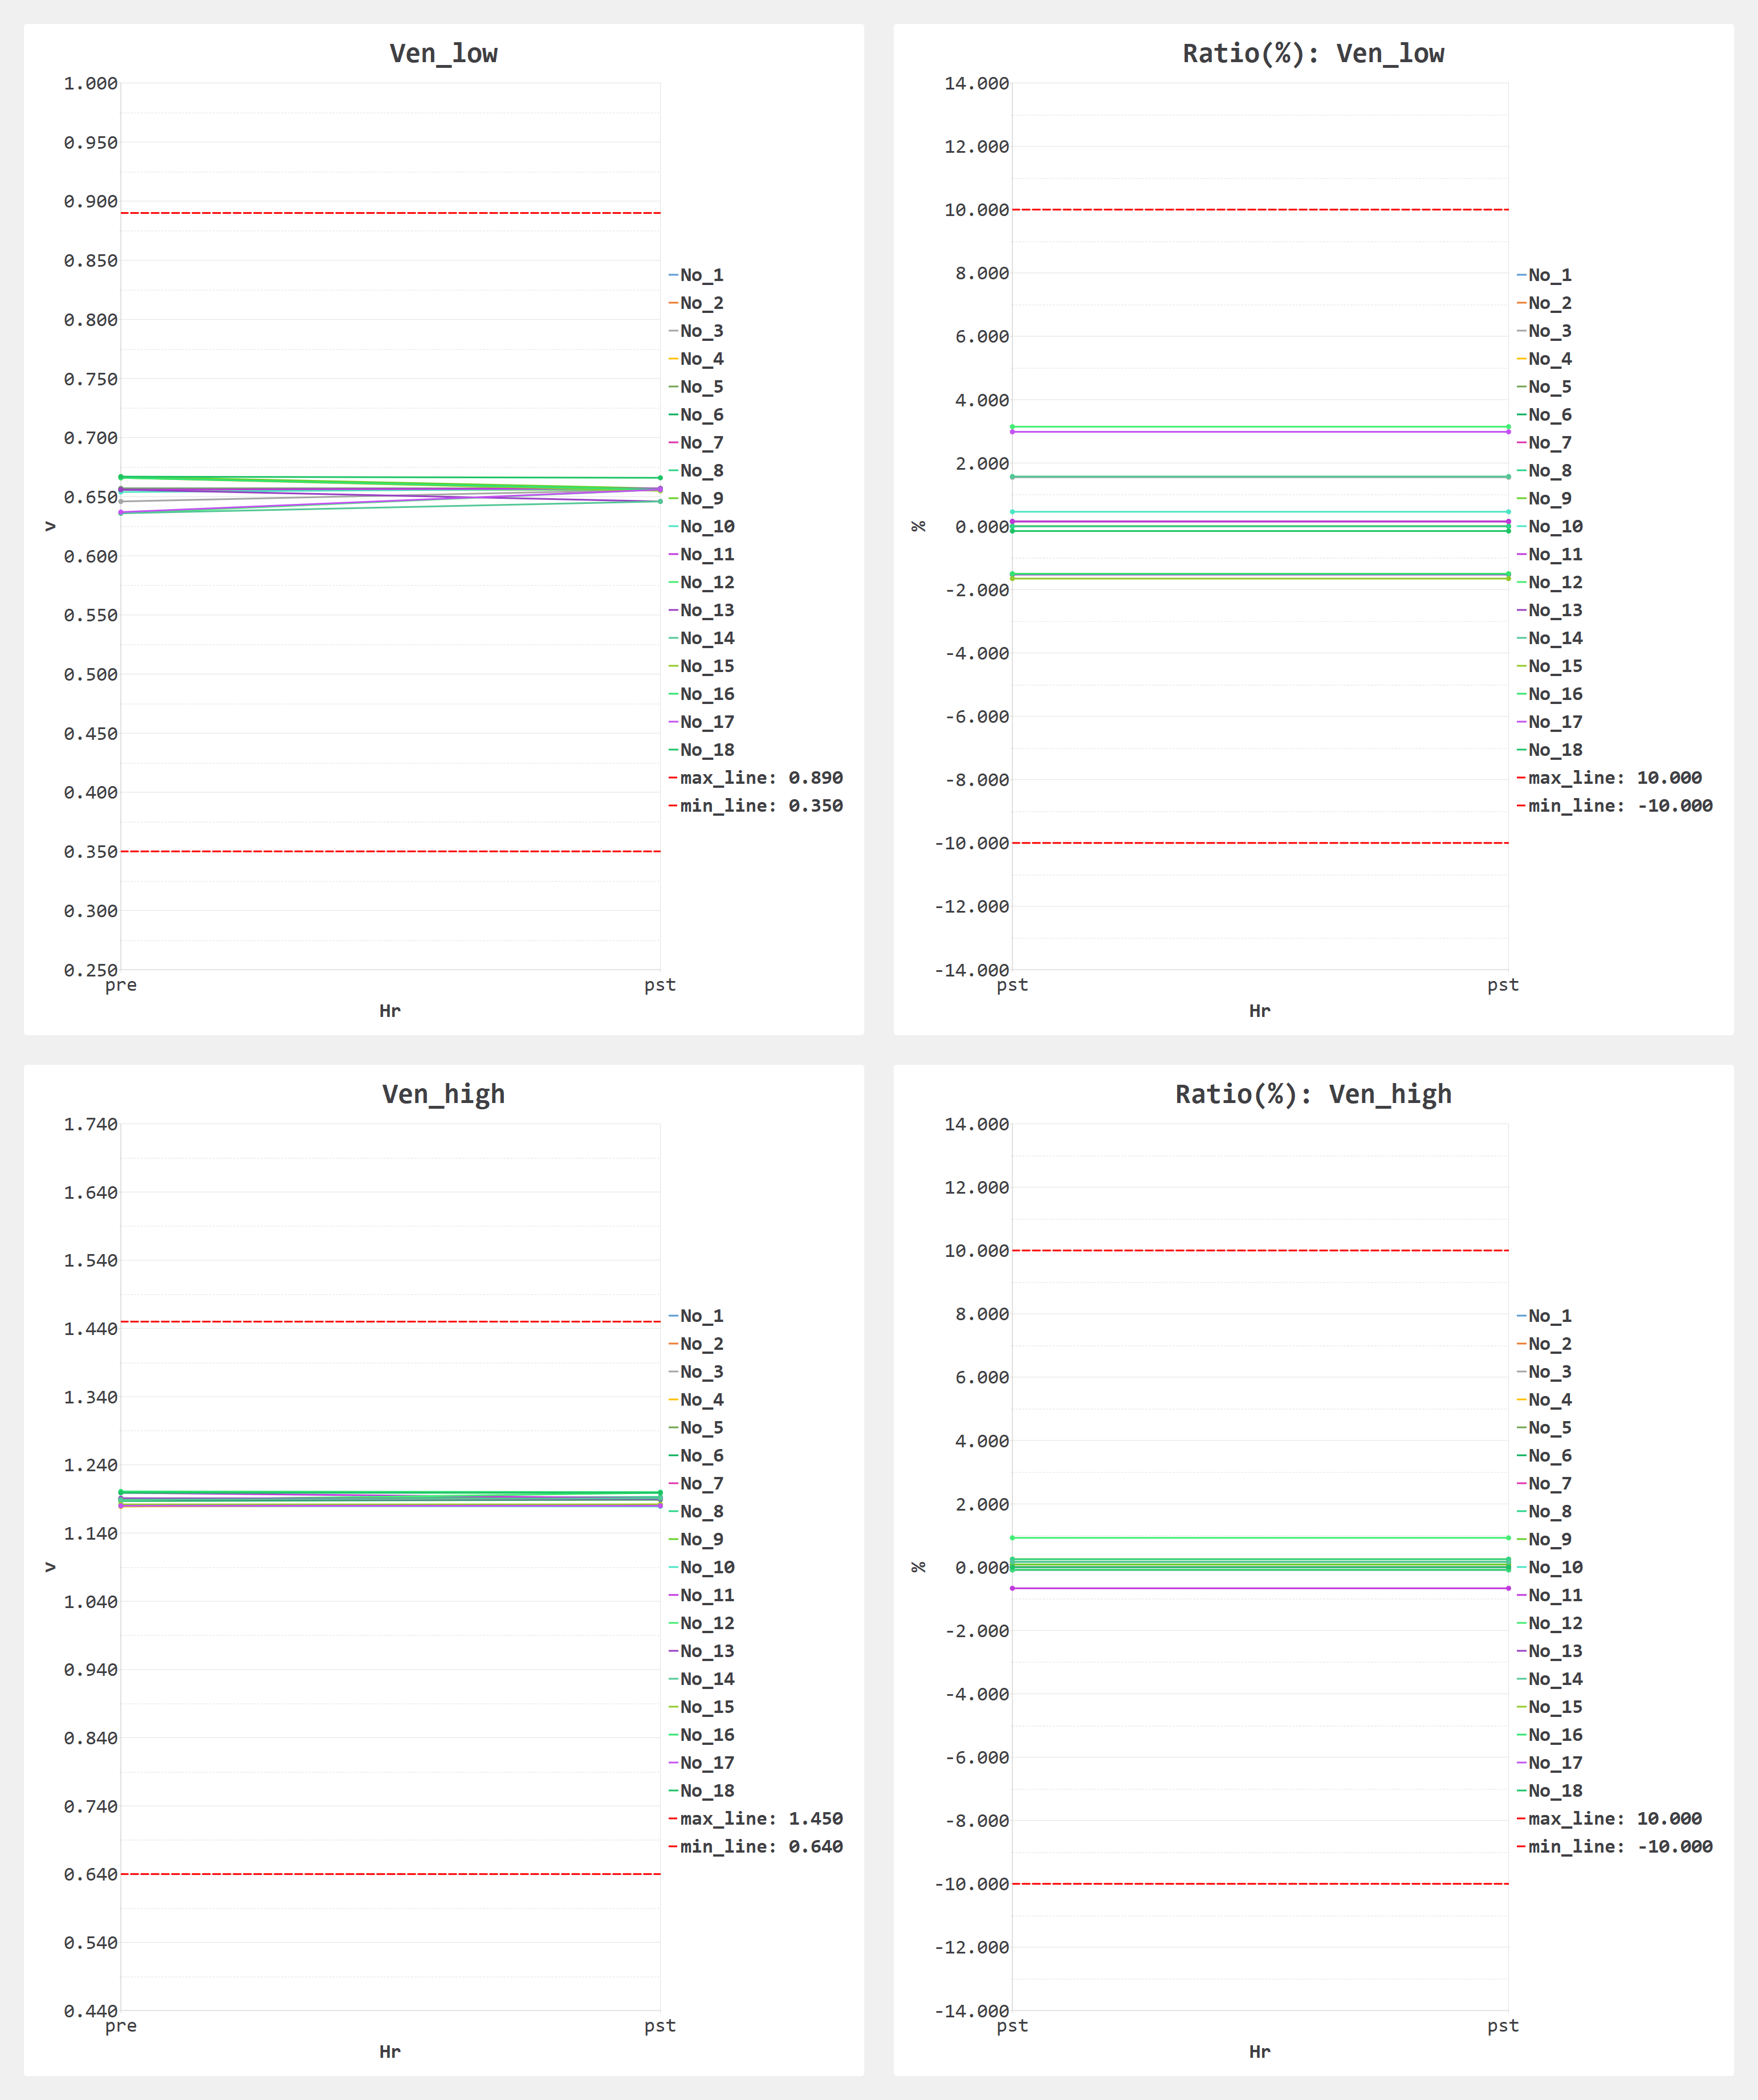 Ven_low
1.000
0.950
0.900
0.850
0.800
0.750
0.700
0.650
0.600
0.550
0.500
0.450
0.400
0.350
0.300
0.250
V
pre
pst
Hr
No_1
No_2
No_3
No_4
No_5
No_6
No_7
No_8
No_9
No_10
No_11
No_12
No_13
No_14
No_15
No_16
No_17
No_18
max_line: 0.890
min_line: 0.350
Ratio(%): Ven_low
14.000
12.000
10.000
8.000
6.000
4.000
2.000
0.000
-2.000
-4.000
-6.000
-8.000
-10.000
-12.000
-14.000
%
pst
pst
Hr
No_1
No_2
No_3
No_4
No_5
No_6
No_7
No_8
No_9
No_10
No_11
No_12
No_13
No_14
No_15
No_16
No_17
No_18
max_line: 10.000
min_line: -10.000
Ven_high
1.740
1.640
1.540
1.440
1.340
1.240
1.140
1.040
0.940
0.840
0.740
0.640
0.540
0.440
V
pre
pst
Hr
No_1
No_2
No_3
No_4
No_5
No_6
No_7
No_8
No_9
No_10
No_11
No_12
No_13
No_14
No_15
No_16
No_17
No_18
max_line: 1.450
min_line: 0.640
Ratio(%): Ven_high
14.000
12.000
10.000
8.000
6.000
4.000
2.000
0.000
-2.000
-4.000
-6.000
-8.000
-10.000
-12.000
-14.000
%
pst
pst
Hr
No_1
No_2
No_3
No_4
No_5
No_6
No_7
No_8
No_9
No_10
No_11
No_12
No_13
No_14
No_15
No_16
No_17
No_18
max_line: 10.000
min_line: -10.000